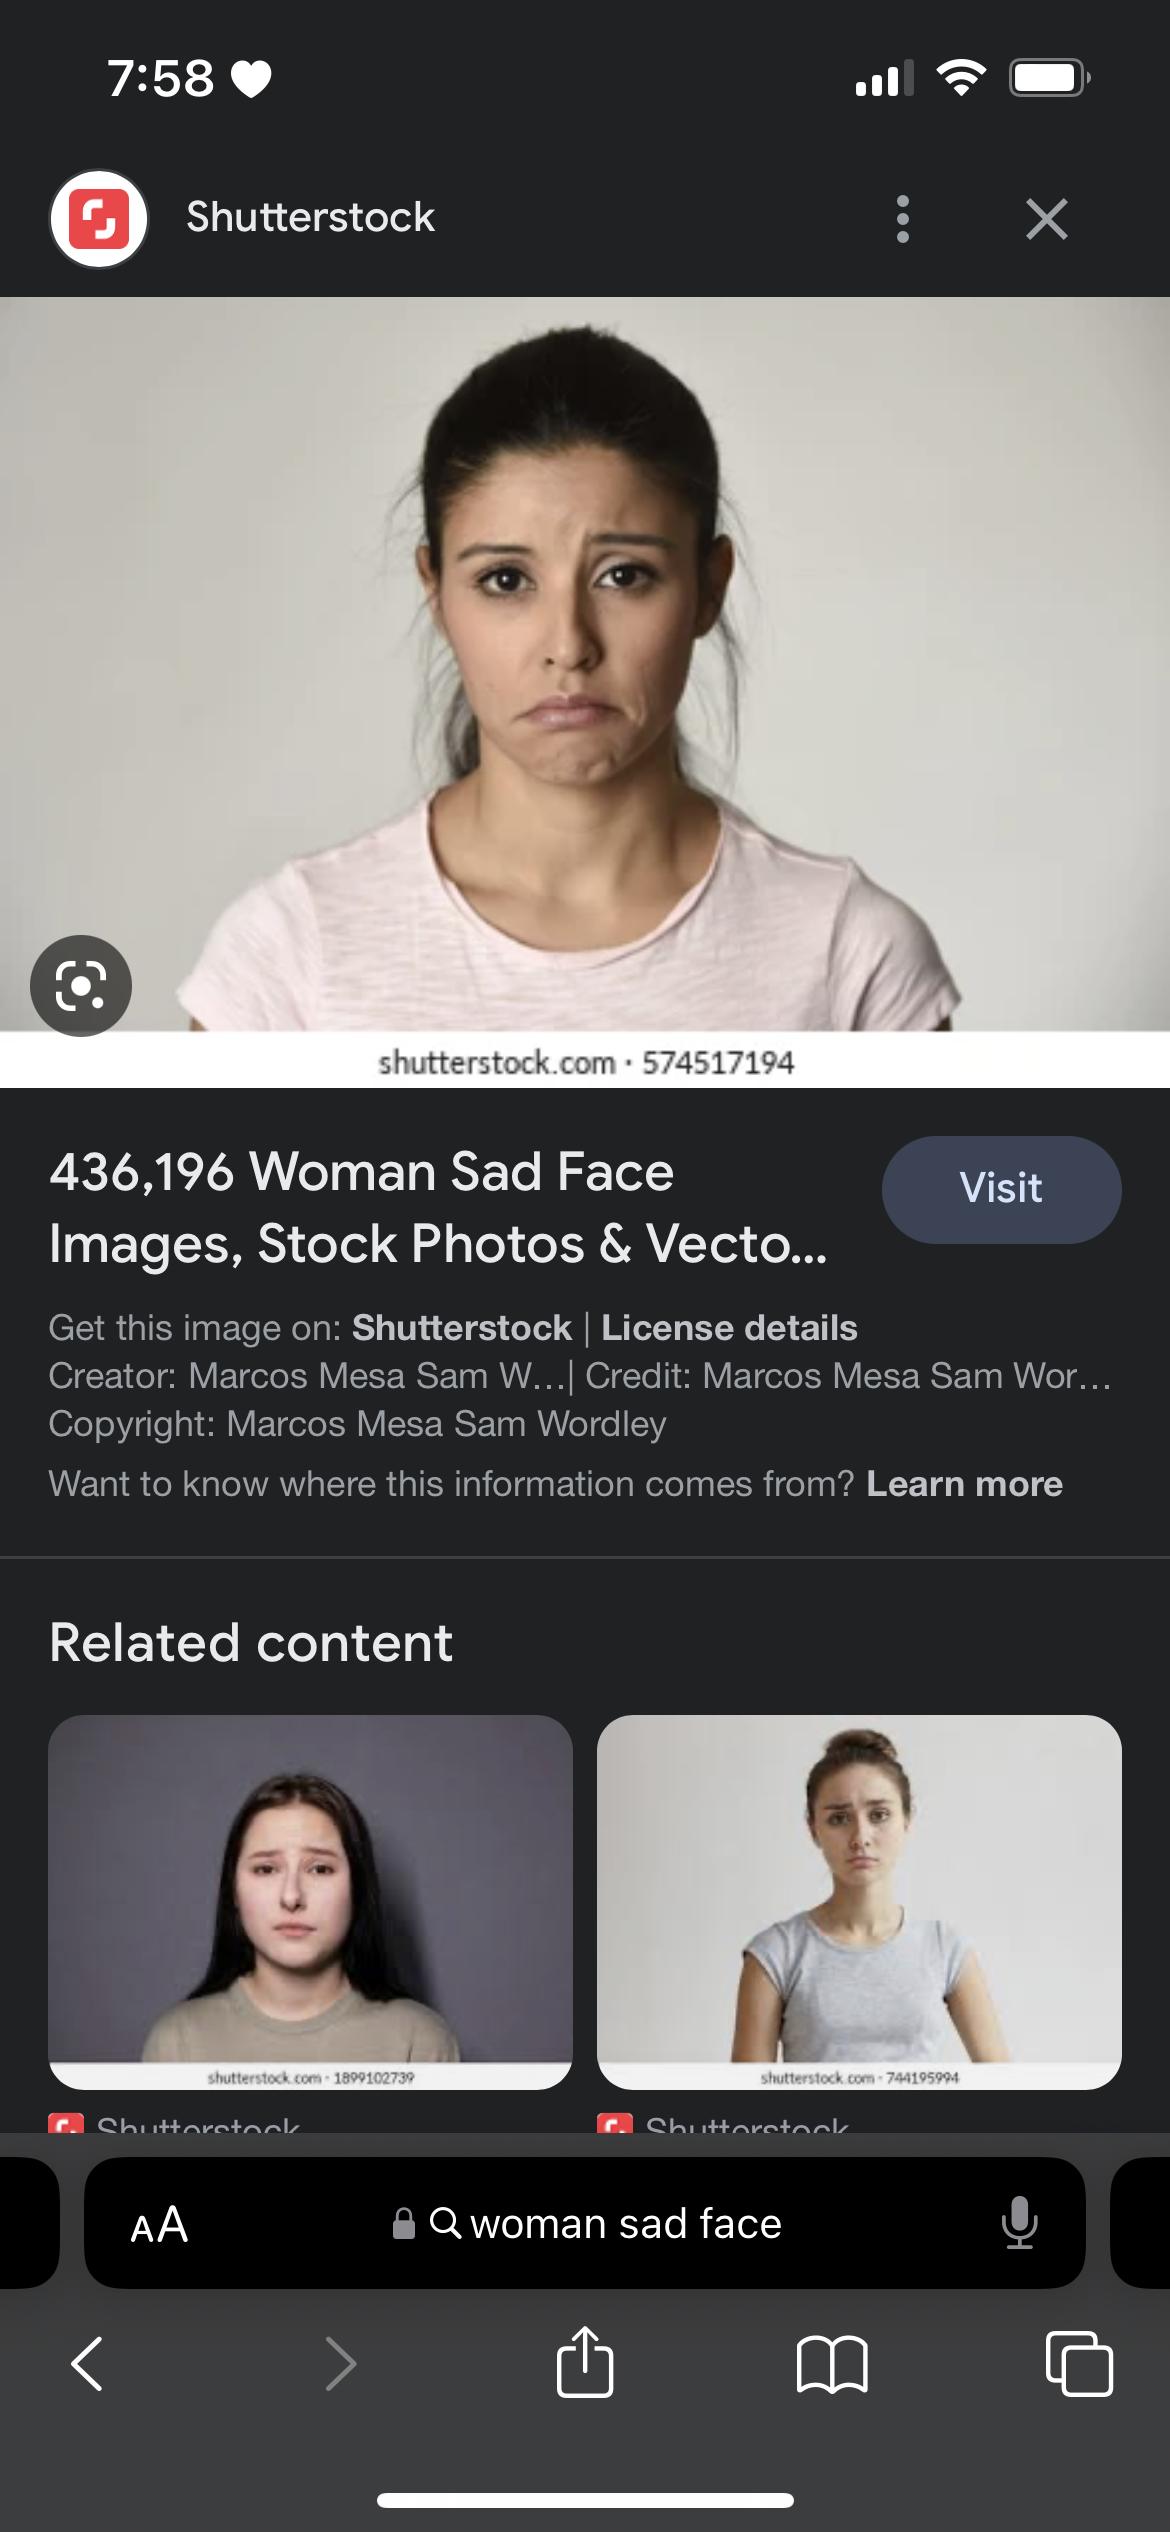 7:58
Shutterstock
shutterstock.com · 574517194
436,196 Woman Sad Face
Images, Stock Photos & Vecto...
Visit
Get this image on: Shutterstock | License details
Creator: Marcos Mesa Sam W...| Credit: Marcos Mesa Sam Wor...
Copyright: Marcos Mesa Sam Wordley
Want to know where this information comes from? Learn more
Related content
shutterstock.com · 1899102739
shutterstock.com · 744195994
Shutterstock
Shutterstock
AA
woman sad face